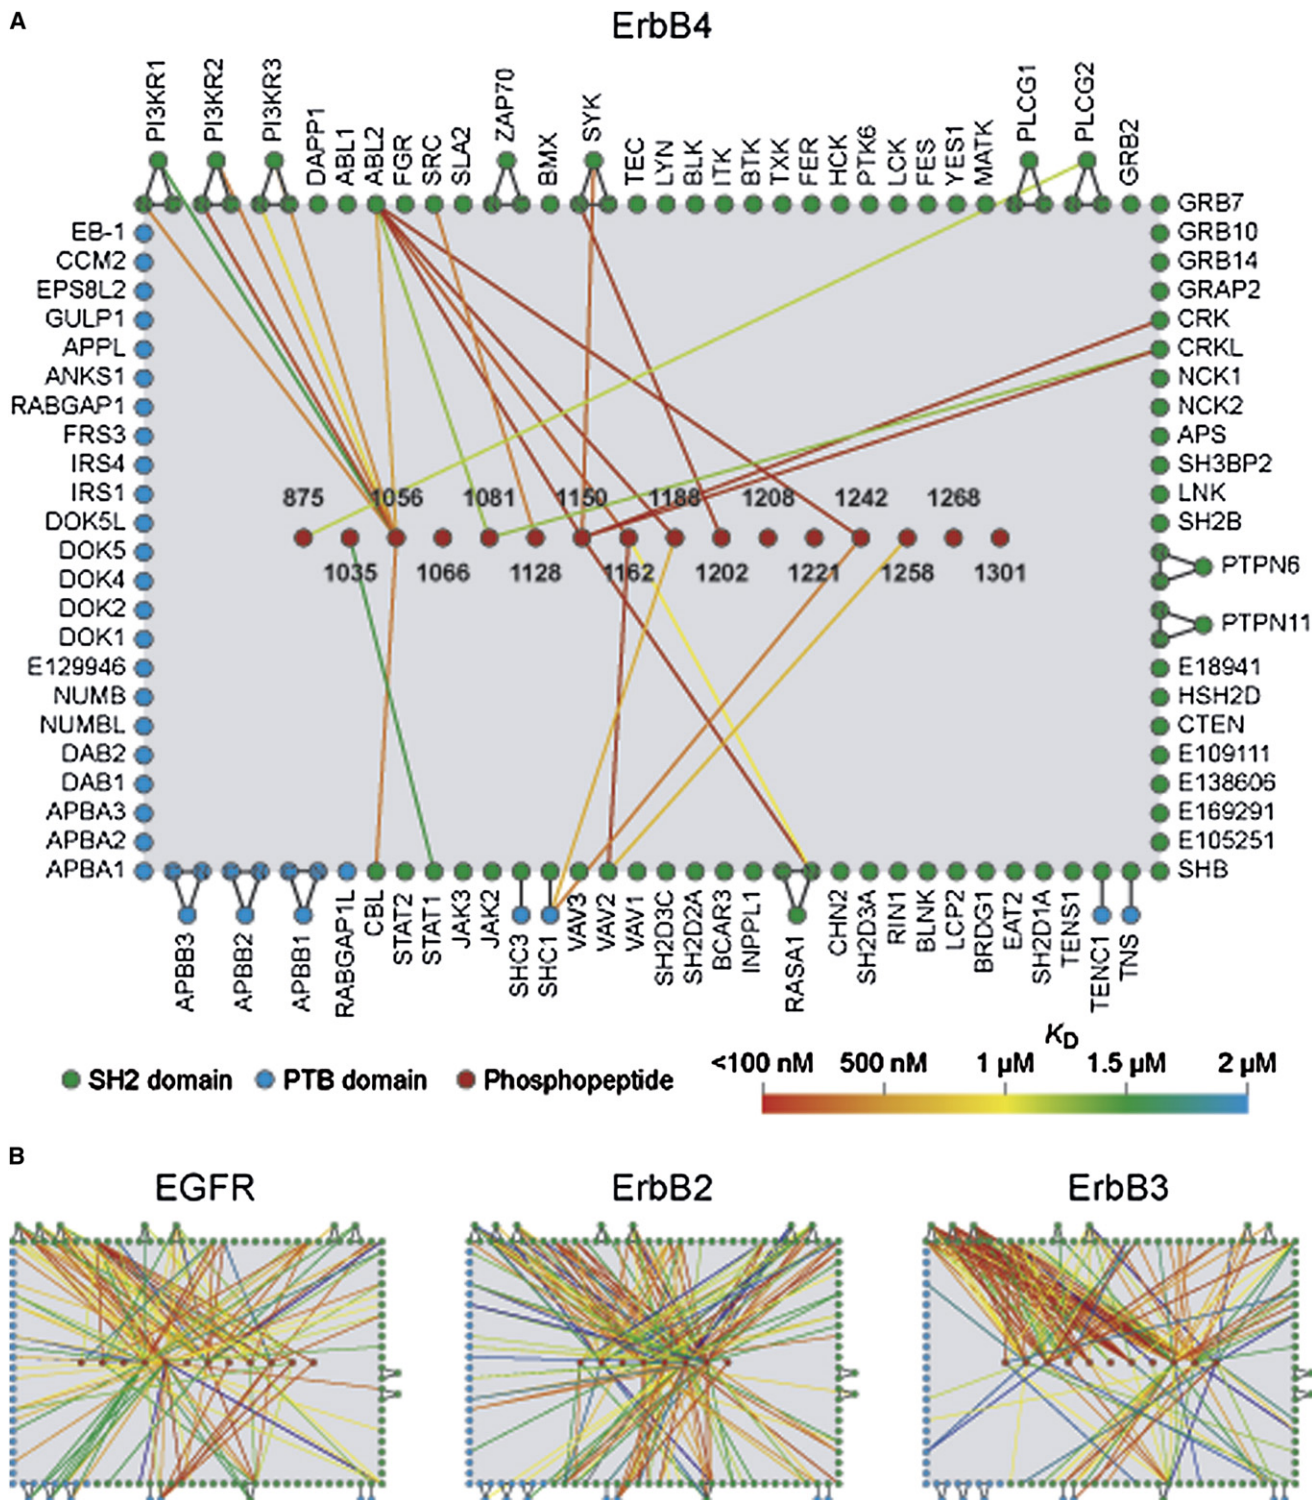 A
ErbB4
PI3KR1
PI3KR2
PI3KR3
DAPP1
ABL1
ABL2
FGR
SRC
SLA2
ZAP70
BMX
SYK
TEC
LYN
BLK
ITK
BTK
TXK
FER
HCK
PTK6
LCK
FES
YES1
MATK
PLCG1
PLCG2
GRB2
EB-1
CCM2
EPS8L2
GULP1
APPL
ANKS1
RABGAP1
FRS3
IRS4
IRS1
DOK5L
DOK5
DOK4
DOK2
DOK1
E129946
NUMB
NUMBL
DAB2
DAB1
APBA3
APBA2
APBA1
875 1056 1081 1150 1188 1208 1242 1268
1035 1066 1128 1162 1202 1221 1258 1301
GRB7
GRB10
GRB14
GRAP2
CRK
CRKL
NCK1
NCK2
APS
SH3BP2
LNK
SH2B
PTPN6
PTPN11
E18941
HSH2D
CTEN
E109111
E138606
E169291
E105251
SHB
APBB3
APBB2
APBB1
RABGAP1L
CBL
STAT2
STAT1
JAK3
JAK2
SHC3
SHC1
VAV3
VAV2
VAV1
SH2D3C
SH2D2A
BCAR3
INPPL1
RASA1
CHN2
SH2D3A
RIN1
BLNK
LCP2
BRDG1
EAT2
SH2D1A
TENS1
TENC1
TNS
SH2 domain PTB domain Phosphopeptide
KD
<100 nM 500 nM 1 µM 1.5 µM 2 µM
B
EGFR ErbB2 ErbB3